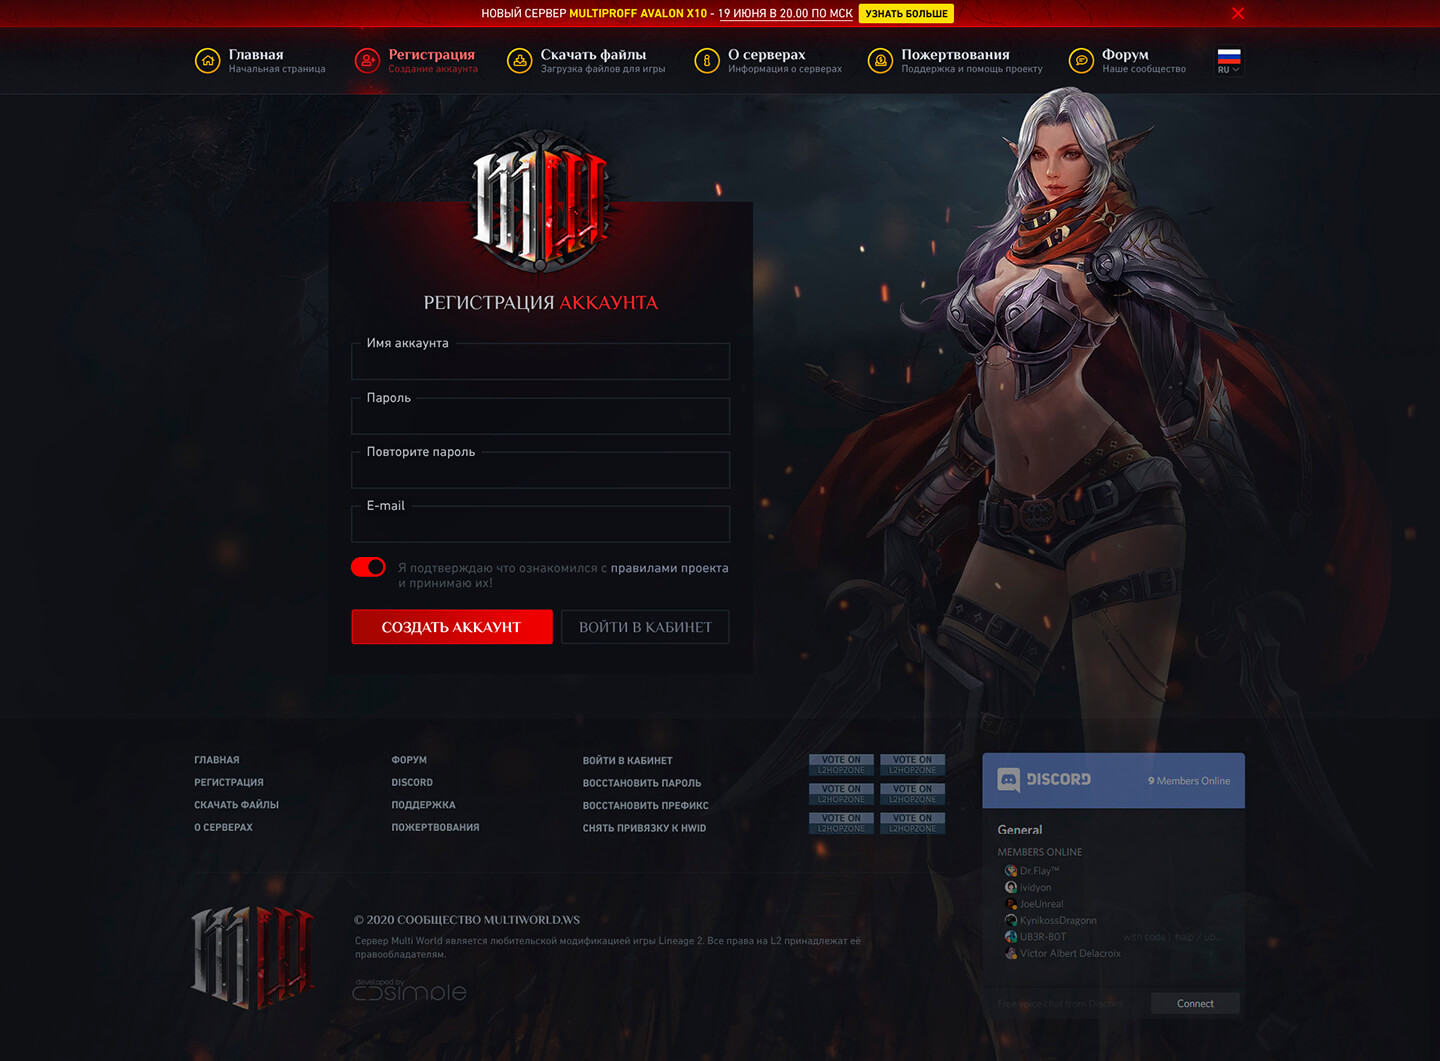 НОВЫЙ СЕРВЕР MULTIPROFF AVALON X10 - 19 ИЮНЯ В 20.00 ПО МСК УЗНАТЬ БОЛЬШЕ
Главная
Начальная страница
Регистрация
Создание аккаунта
Скачать файлы
Загрузка файлов для игры
О серверах
Информация о серверах
Пожертвования
Поддержка и помощь проекту
Форум
Наше сообщество
RU
РЕГИСТРАЦИЯ АККАУНТА
Имя аккаунта
Пароль
Повторите пароль
E-mail
Я подтверждаю что ознакомился с правилами проекта
и принимаю их!
СОЗДАТЬ АККАУНТ
ВОЙТИ В КАБИНЕТ
ГЛАВНАЯ
РЕГИСТРАЦИЯ
СКАЧАТЬ ФАЙЛЫ
О СЕРВЕРАХ
ФОРУМ
DISCORD
ПОДДЕРЖКА
ПОЖЕРТВОВАНИЯ
ВОЙТИ В КАБИНЕТ
ВОССТАНОВИТЬ ПАРОЛЬ
ВОССТАНОВИТЬ ПРЕФИКС
СНЯТЬ ПРИВЯЗКУ К HWID
VOTE ON
L2HOPZONE
VOTE ON
L2HOPZONE
VOTE ON
L2HOPZONE
VOTE ON
L2HOPZONE
VOTE ON
L2HOPZONE
VOTE ON
L2HOPZONE
DISCORD
9 Members Online
General
MEMBERS ONLINE
Dr.Flay™
ividyon
JoeUnreal
KynikossDragonn
UB3R-B0T
with code | help / ub...
Victor Albert Delacroix
Free voice chat from Discord
Connect
MW
© 2020 СООБЩЕСТВО MULTIWORLD.WS
Сервер Multi World является любительской модификацией игры Lineage 2. Все права на L2 принадлежат её
правообладателям.
developed by
simple